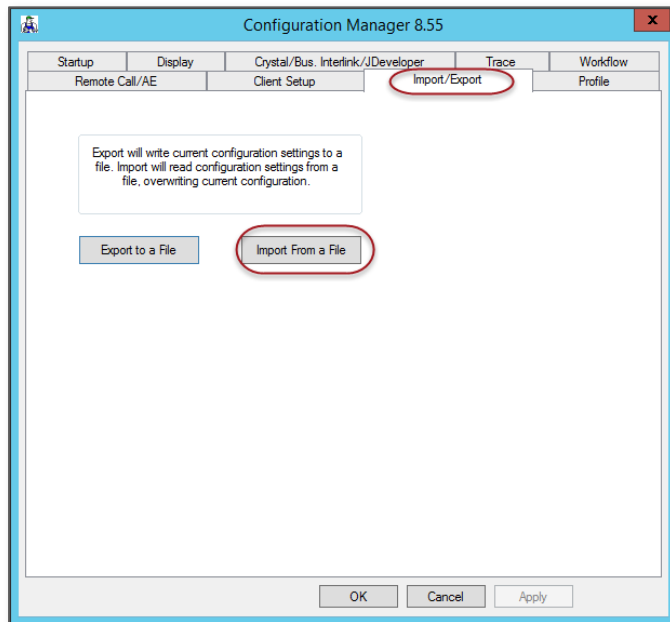 Configuration Manager 8.55
x
Startup
Display
Crystal/Bus. Interlink/JDeveloper
Trace
Workflow
Remote Call/AE
Client Setup
Import/Export
Profile
Export will write current configuration settings to a
file. Import will read configuration settings from a
file, overwriting current configuration.
Export to a File
Import From a File
OK
Cancel
Apply